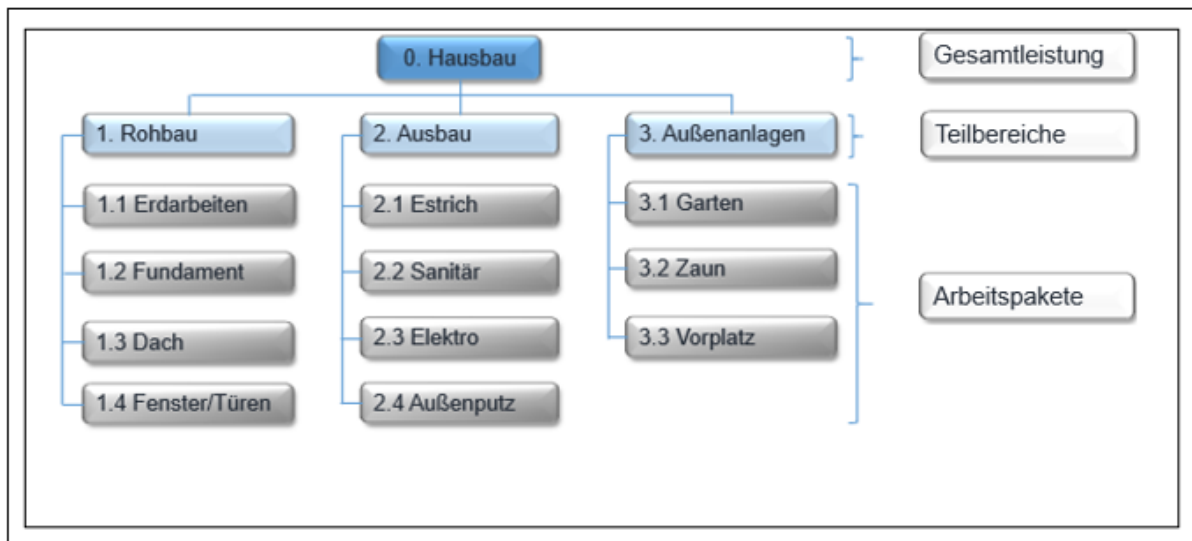 0. Hausbau
Gesamtleistung
1. Rohbau
2. Ausbau
3. Außenanlagen
Teilbereiche
1.1 Erdarbeiten
2.1 Estrich
3.1 Garten
1.2 Fundament
2.2 Sanitär
3.2 Zaun
Arbeitspakete
1.3 Dach
2.3 Elektro
3.3 Vorplatz
1.4 Fenster/Türen
2.4 Außenputz